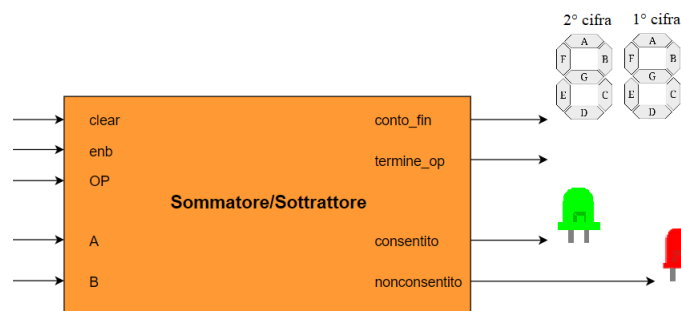 2° cifra 1° cifra
A A
F B F B
G G
E C E C
D D
clear conto_fin
enb termine_op
OP
Sommatore/Sottrattore
A consentito
B nonconsentito